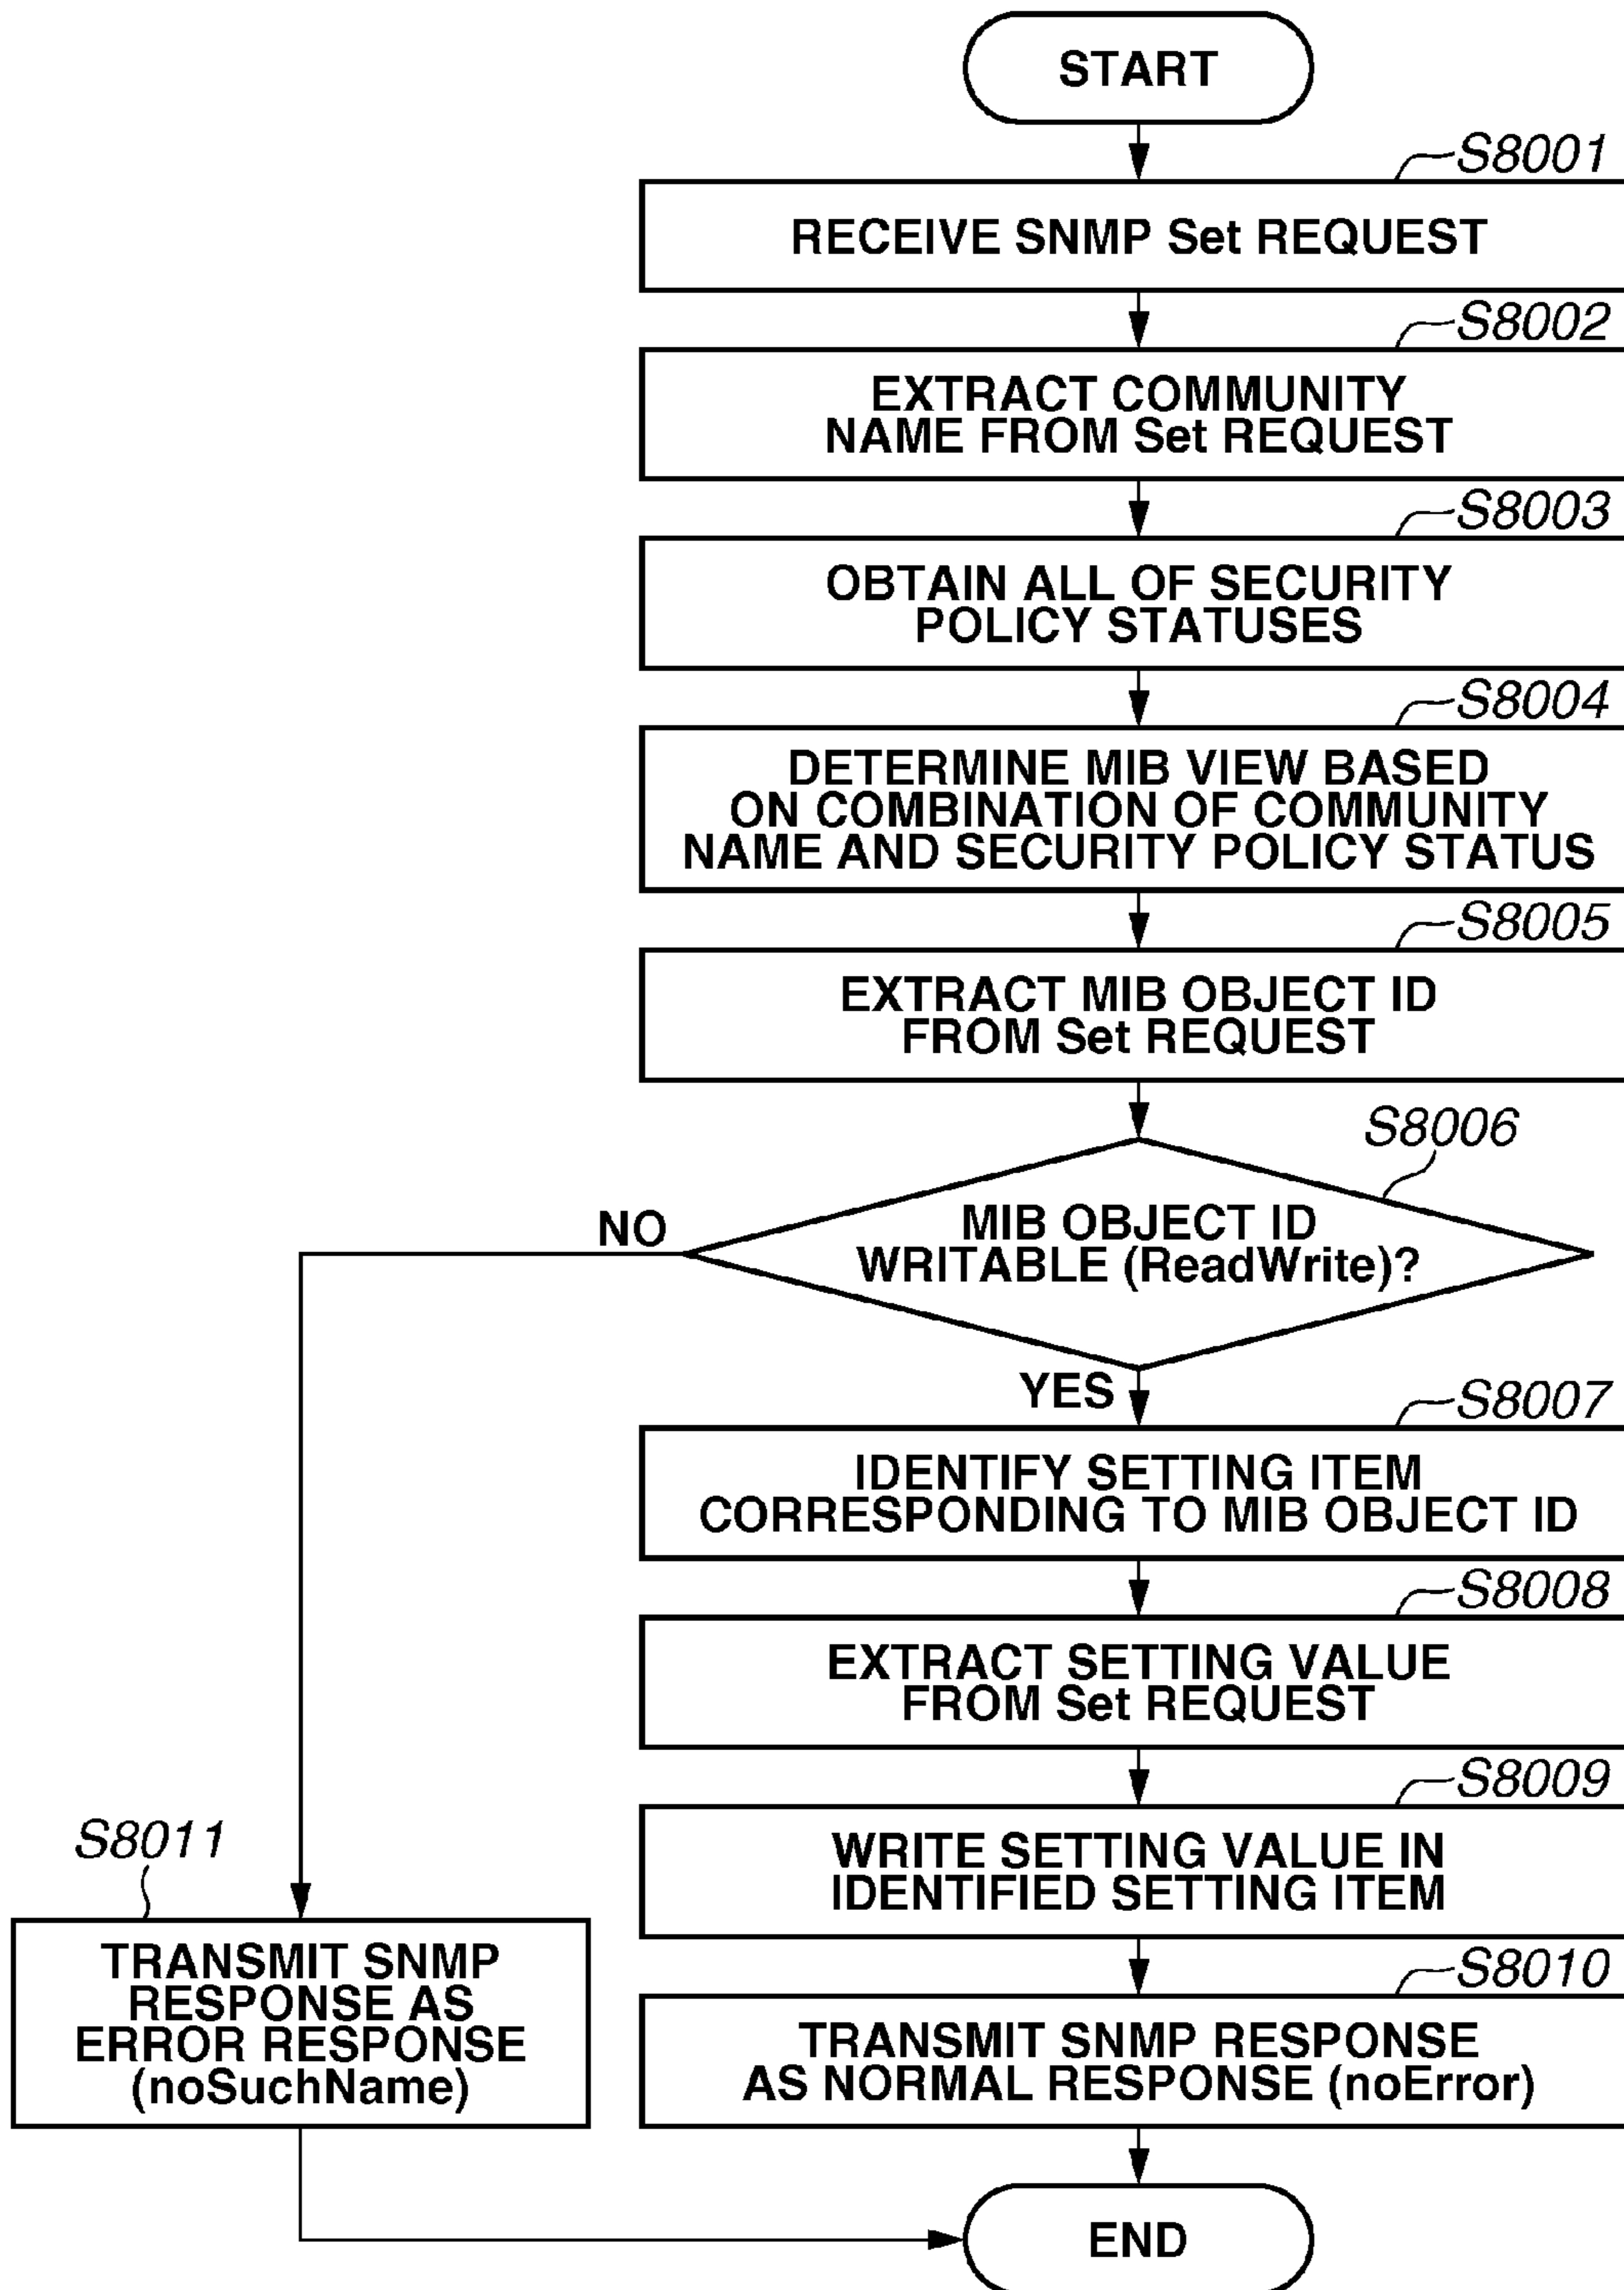 START
S8001
RECEIVE SNMP Set REQUEST
S8002
EXTRACT COMMUNITY
NAME FROM Set REQUEST
S8003
OBTAIN ALL OF SECURITY
POLICY STATUSES
S8004
DETERMINE MIB VIEW BASED
ON COMBINATION OF COMMUNITY
NAME AND SECURITY POLICY STATUS
S8005
EXTRACT MIB OBJECT ID
FROM Set REQUEST
S8006
MIB OBJECT ID
WRITABLE (ReadWrite)?
NO
YES
S8007
IDENTIFY SETTING ITEM
CORRESPONDING TO MIB OBJECT ID
S8008
EXTRACT SETTING VALUE
FROM Set REQUEST
S8009
WRITE SETTING VALUE IN
IDENTIFIED SETTING ITEM
S8010
TRANSMIT SNMP RESPONSE
AS NORMAL RESPONSE (noError)
S8011
TRANSMIT SNMP
RESPONSE AS
ERROR RESPONSE
(noSuchName)
END